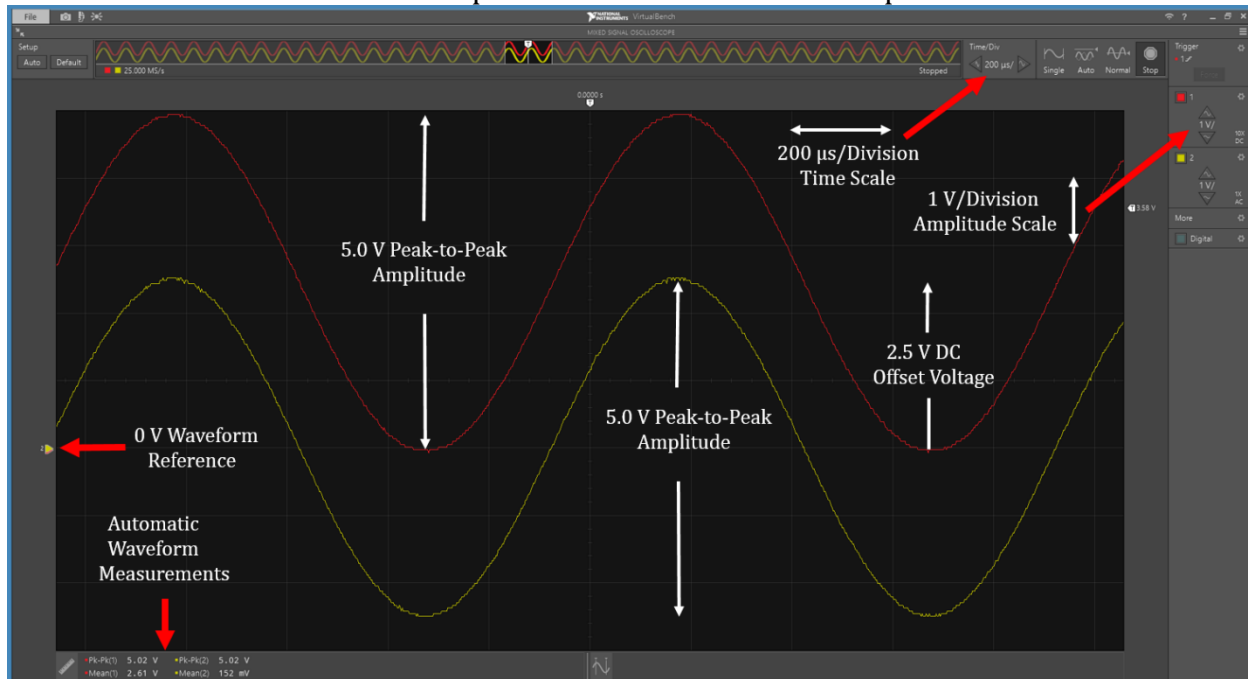 File
NATIONAL INSTRUMENTS VirtualBench
MIXED SIGNAL OSCILLOSCOPE
Setup
Auto Default
25.000 MS/s
Stopped
Time/Div
200 µs/
Single Auto Normal Stop
Trigger
1
0.0000 s
T
1
1 V/
10X
DC
2
1 V/
1X
AC
More
Digital
T 3.58 V
200 µs/Division
Time Scale
1 V/Division
Amplitude Scale
5.0 V Peak-to-Peak
Amplitude
2.5 V DC
Offset Voltage
5.0 V Peak-to-Peak
Amplitude
0 V Waveform
Reference
2
Automatic
Waveform
Measurements
Pk-Pk(1) 5.02 V Pk-Pk(2) 5.02 V
Mean(1) 2.61 V Mean(2) 152 mV